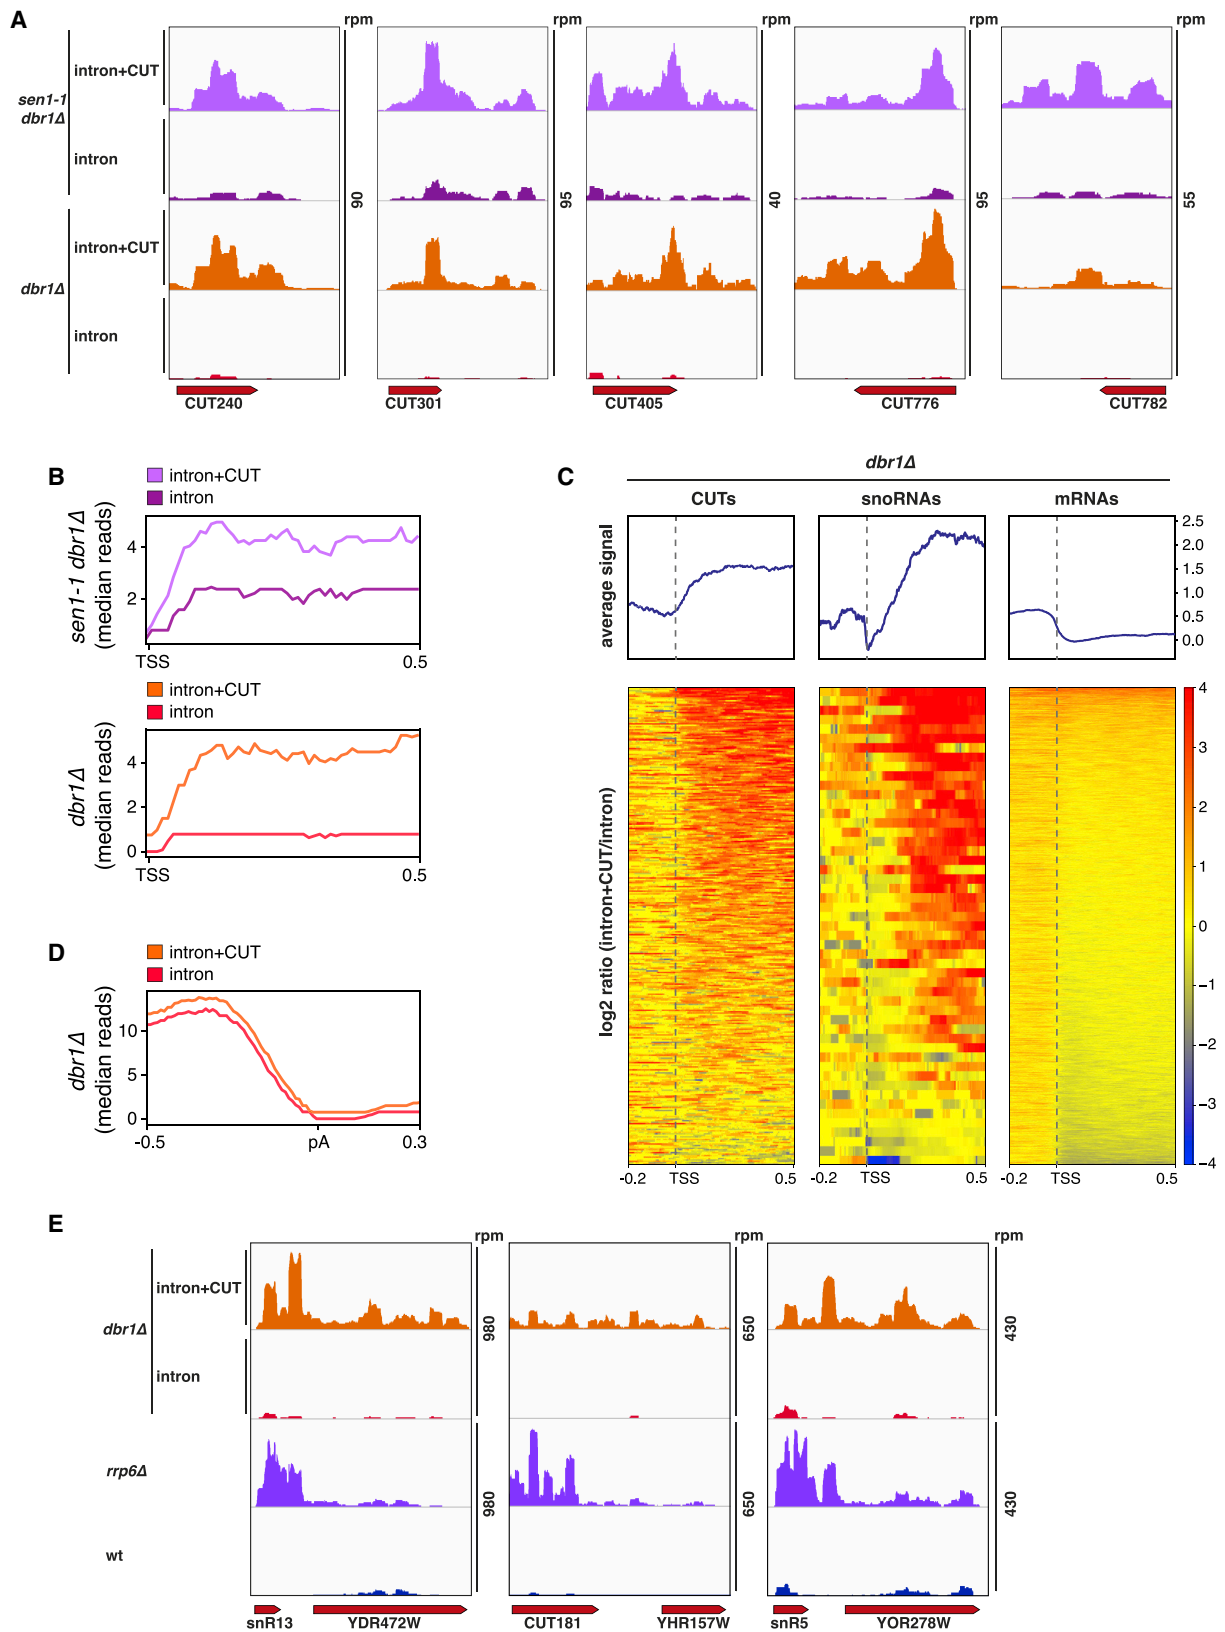 A
rpm
rpm
rpm
rpm
rpm
sen1-1
dbr1Δ
intron+CUT
intron
dbr1Δ
intron+CUT
intron
90
95
40
95
55
CUT240
CUT301
CUT405
CUT776
CUT782
B
intron+CUT
intron
sen1-1 dbr1Δ
(median reads)
4
2
TSS
0.5
intron+CUT
intron
dbr1Δ
(median reads)
4
2
0
TSS
0.5
C
dbr1Δ
CUTs
snoRNAs
mRNAs
average signal
2.5
2.0
1.5
1.0
0.5
0.0
log2 ratio (intron+CUT/intron)
4
3
2
1
0
−1
−2
−3
−4
-0.2
TSS
0.5
-0.2
TSS
0.5
-0.2
TSS
0.5
D
intron+CUT
intron
dbr1Δ
(median reads)
10
5
0
-0.5
pA
0.3
E
rpm
rpm
rpm
dbr1Δ
intron+CUT
intron
980
650
430
rrp6Δ
wt
980
650
430
snR13
YDR472W
CUT181
YHR157W
snR5
YOR278W